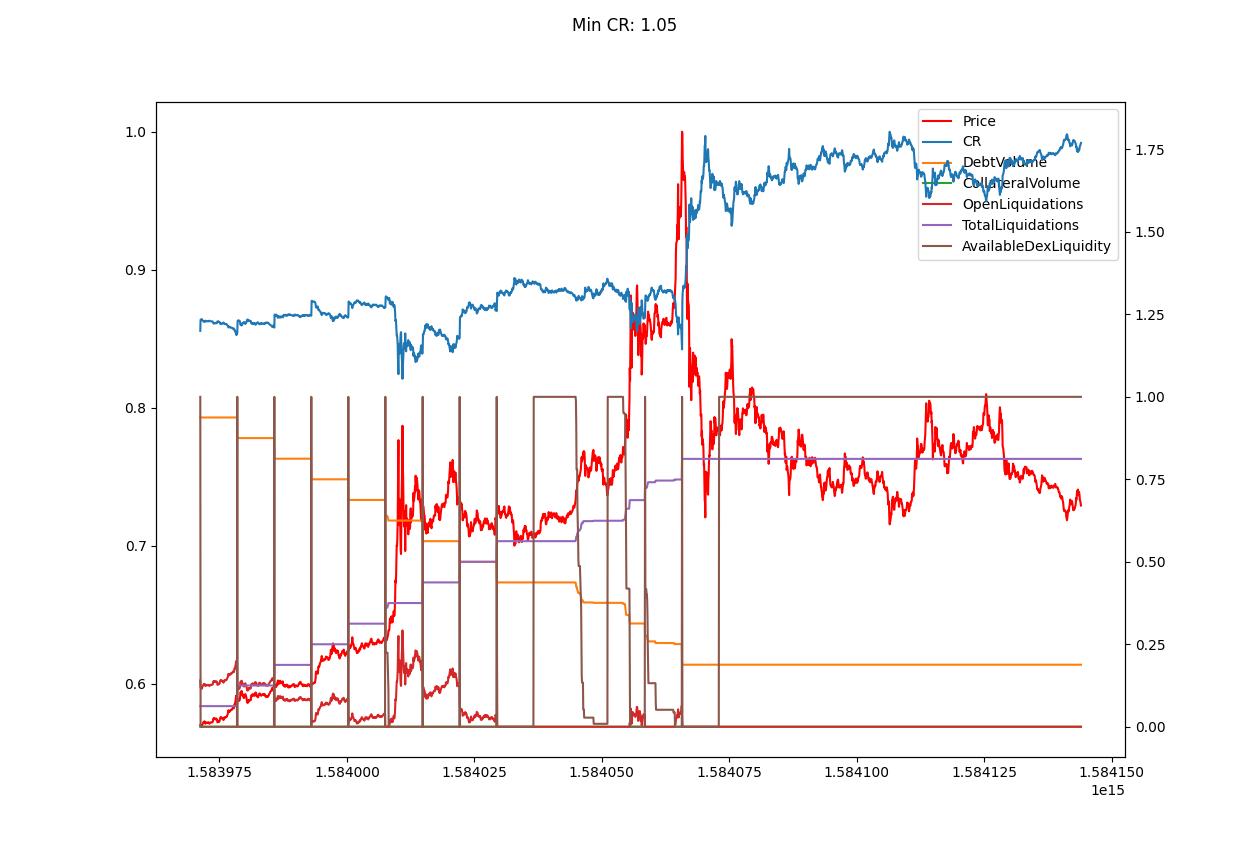 Min CR: 1.05
1.0
0.9
0.8
0.7
0.6
Price
CR
DebtVolume
CollateralVolume
OpenLiquidations
TotalLiquidations
AvailableDexLiquidity
1.75
1.50
1.25
1.00
0.75
0.50
0.25
0.00
1.583975 1.584000 1.584025 1.584050 1.584075 1.584100 1.584125 1.584150
1e15